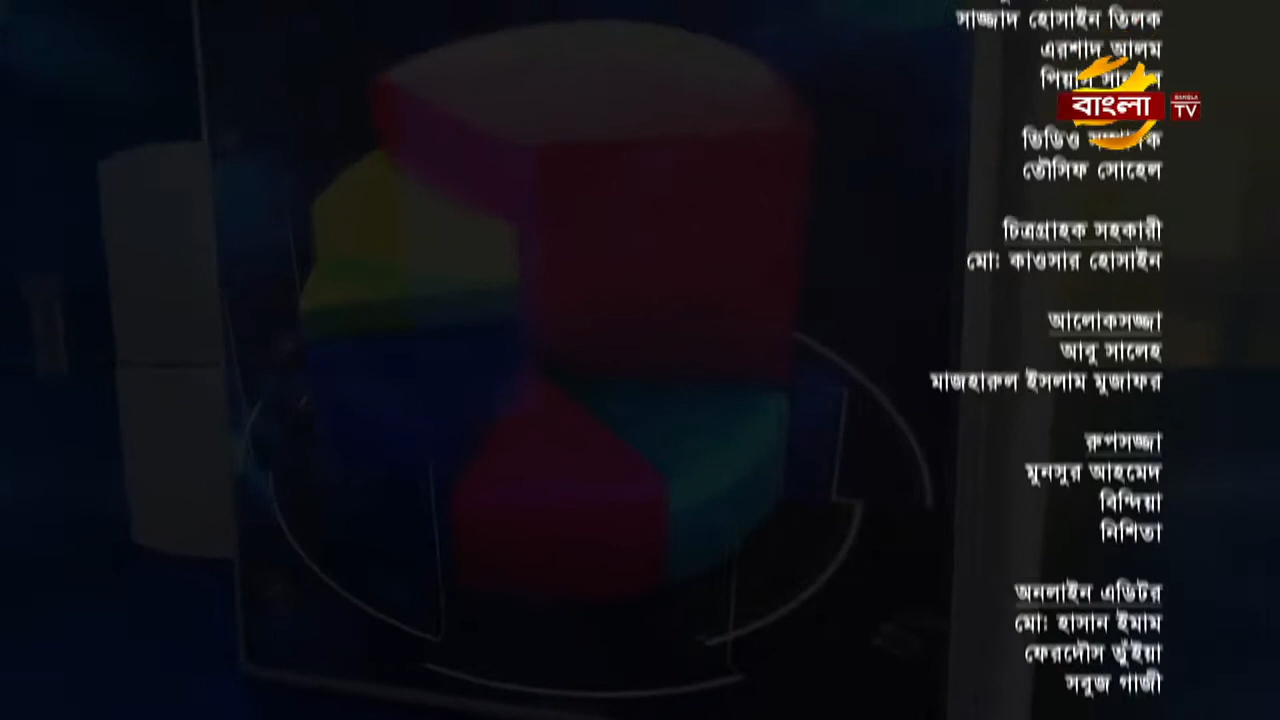 সাজ্জাদ হোসাইন তিলক
এরশাদ আলম
বাংলা
BANGLA
TV
ভিডিও
তৌসিফ সোহেল
চিত্রগ্রাহক সহকারী
মো: কাওসার হোসাইন
আলোকসজ্জা
আবু সালেহ
মাজহারুল ইসলাম মুজাফর
রুপসজ্জা
মুনসুর আহমেদ
বিন্দিয়া
নিশিতা
অনলাইন এডিটর
মো: হাসান ইমাম
ফেরদৌস ভুঁইয়া
সবুজ গাজী